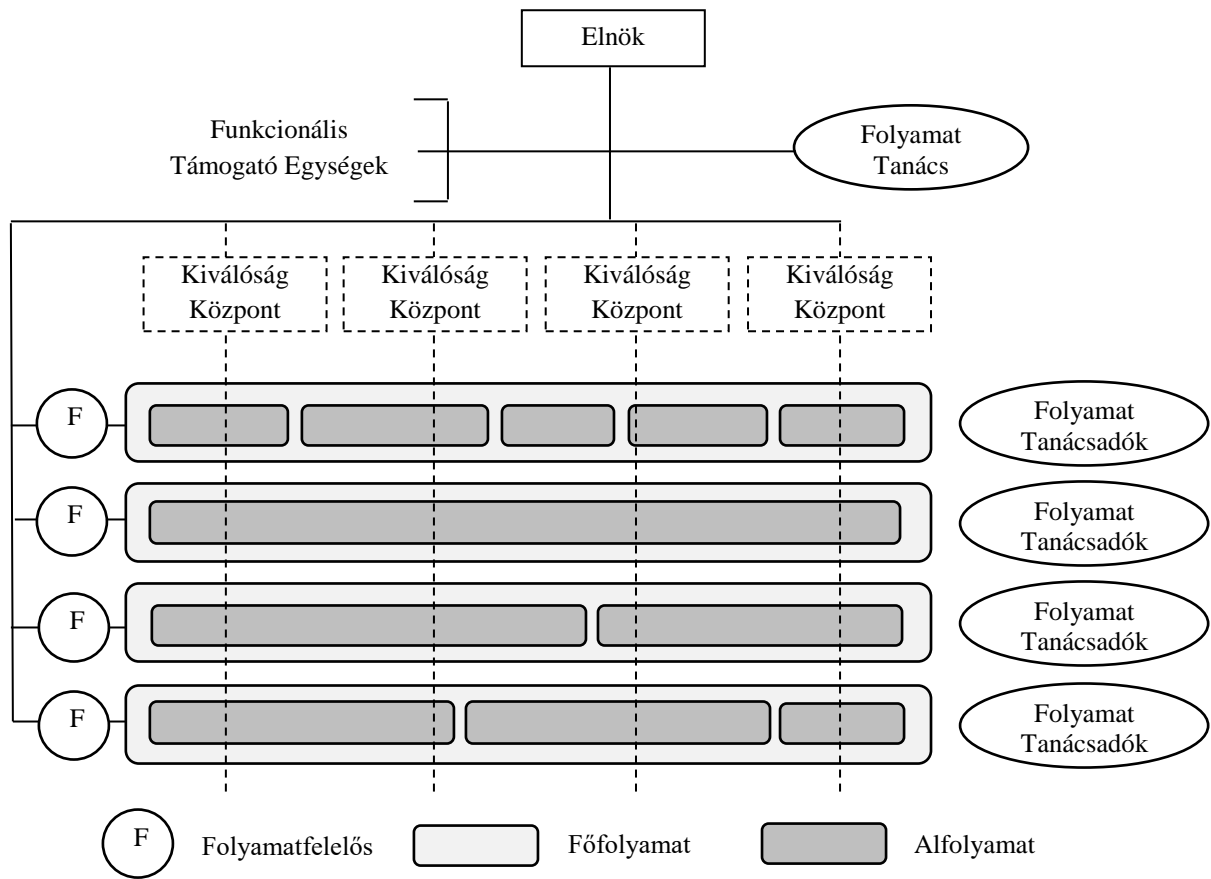 Elnök
Funkcionális
Támogató Egységek
Folyamat
Tanács
Kiválóság
Központ
Kiválóság
Központ
Kiválóság
Központ
Kiválóság
Központ
F
Folyamat
Tanácsadók
F
Folyamat
Tanácsadók
F
Folyamat
Tanácsadók
F
Folyamat
Tanácsadók
F
Folyamatfelelős
Főfolyamat
Alfolyamat